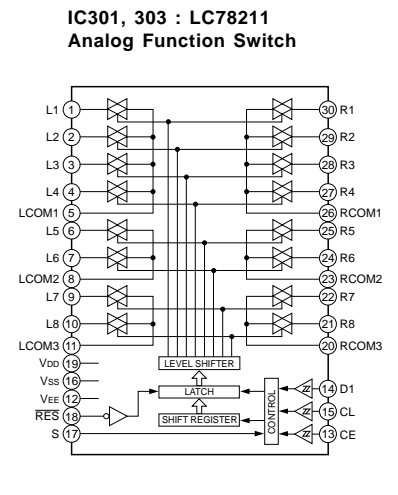 IC301, 303 : LC78211
Analog Function Switch
L1 1 30 R1
L2 2 29 R2
L3 3 28 R3
L4 4 27 R4
LCOM1 5 26 RCOM1
L5 6 25 R5
L6 7 24 R6
LCOM2 8 23 RCOM2
L7 9 22 R7
L8 10 21 R8
LCOM3 11 20 RCOM3
VDD 19 LEVEL SHIFTER
VSS 16
VEE 12 LATCH CONTROL 14 D1
RES 18 15 CL
SHIFT REGISTER
S 17 13 CE